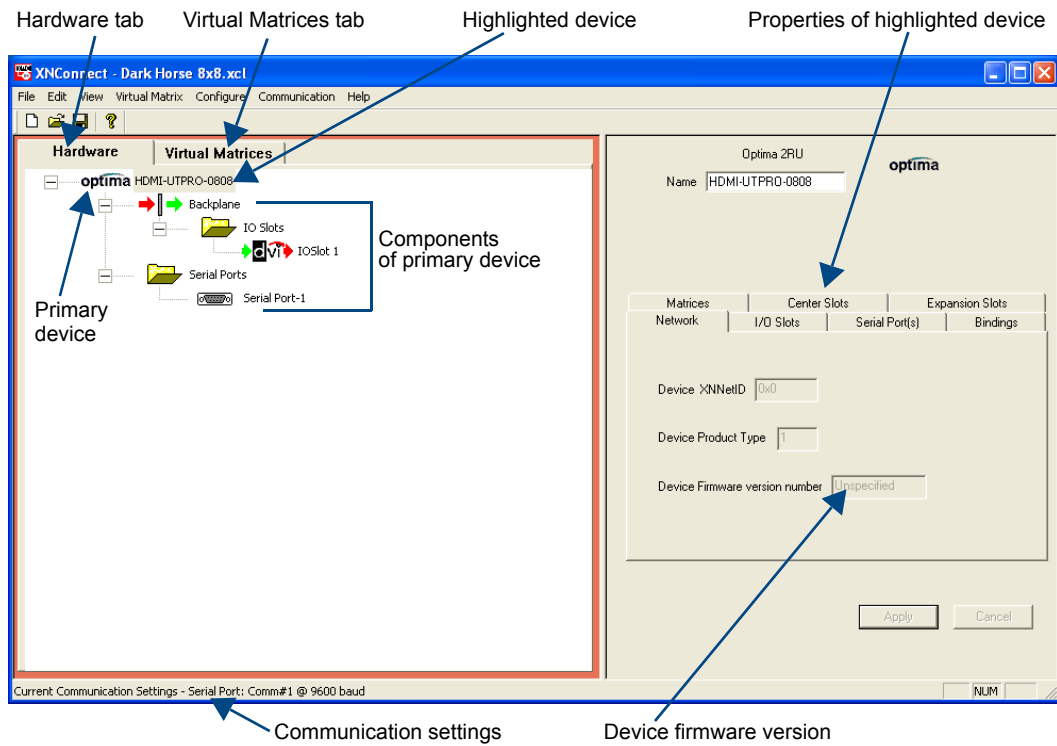 Hardware tab Virtual Matrices tab Highlighted device Properties of highlighted device
XNConnect - Dark Horse 8x8.xcl
File Edit View Virtual Matrix Configure Communication Help
Hardware Virtual Matrices
optima HDMI-UTPRO-0808
Backplane
IO Slots
dvi IOSlot 1
Serial Ports
Serial Port-1
Components
of primary device
Primary
device
Optima 2RU optima
Name HDMI-UTPRO-0808
Matrices Center Slots Expansion Slots
Network I/O Slots Serial Port(s) Bindings
Device XNNetID 0x0
Device Product Type 1
Device Firmware version number Unspecified
Apply Cancel
Current Communication Settings - Serial Port: Comm#1 @ 9600 baud NUM
Communication settings Device firmware version